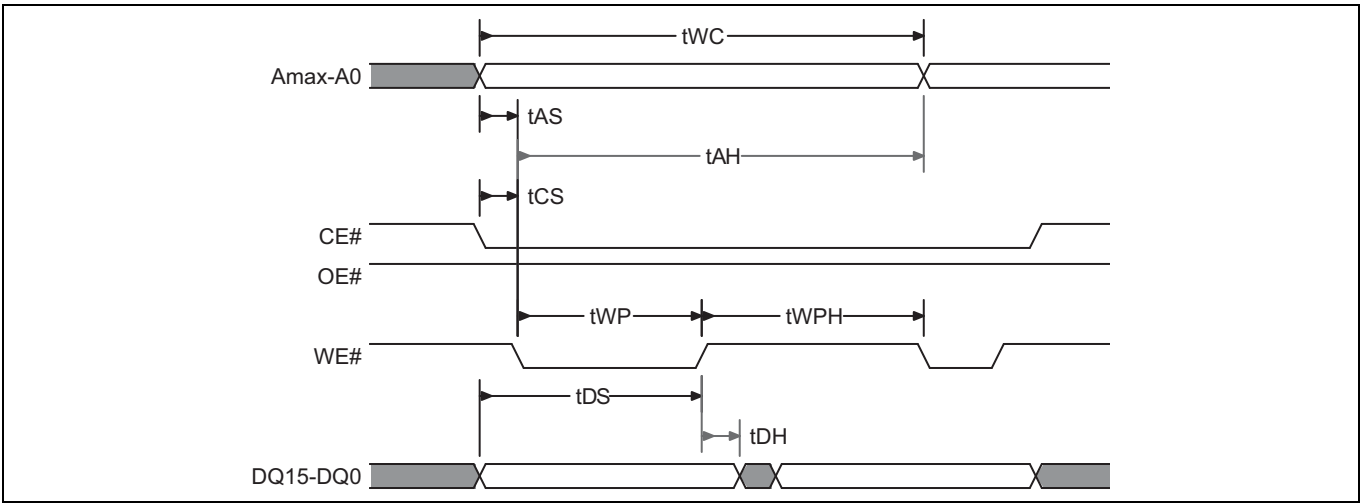 tWC
Amax-A0
tAS
tAH
tCS
CE#
OE#
tWP
tWPH
WE#
tDS
tDH
DQ15-DQ0